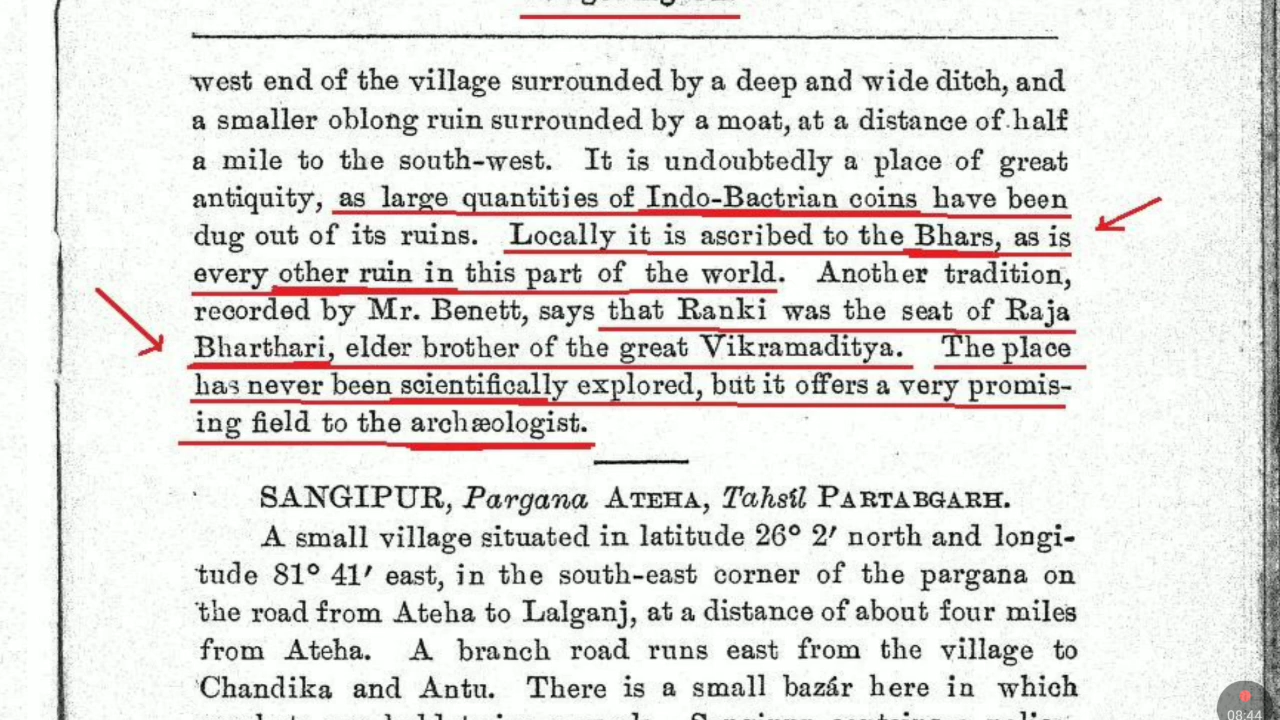 west end of the village surrounded by a deep and wide ditch, and
a smaller oblong ruin surrounded by a moat, at a distance of half
a mile to the south-west. It is undoubtedly a place of great
antiquity, as large quantities of Indo-Bactrian coins have been
dug out of its ruins. Locally it is ascribed to the Bhars, as is
every other ruin in this part of the world. Another tradition,
recorded by Mr. Benett, says that Ranki was the seat of Raja
Bharthari, elder brother of the great Vikramaditya. The place
has never been scientifically explored, but it offers a very promis-
ing field to the archæologist.
SANGIPUR, Pargana ATEHA, Tahsíl PARTABGARH.
A small village situated in latitude 26° 2′ north and longi-
tude 81° 41′ east, in the south-east corner of the pargana on
the road from Ateha to Lalganj, at a distance of about four miles
from Ateha. A branch road runs east from the village to
Chandika and Antu. There is a small bazár here in which
08:44